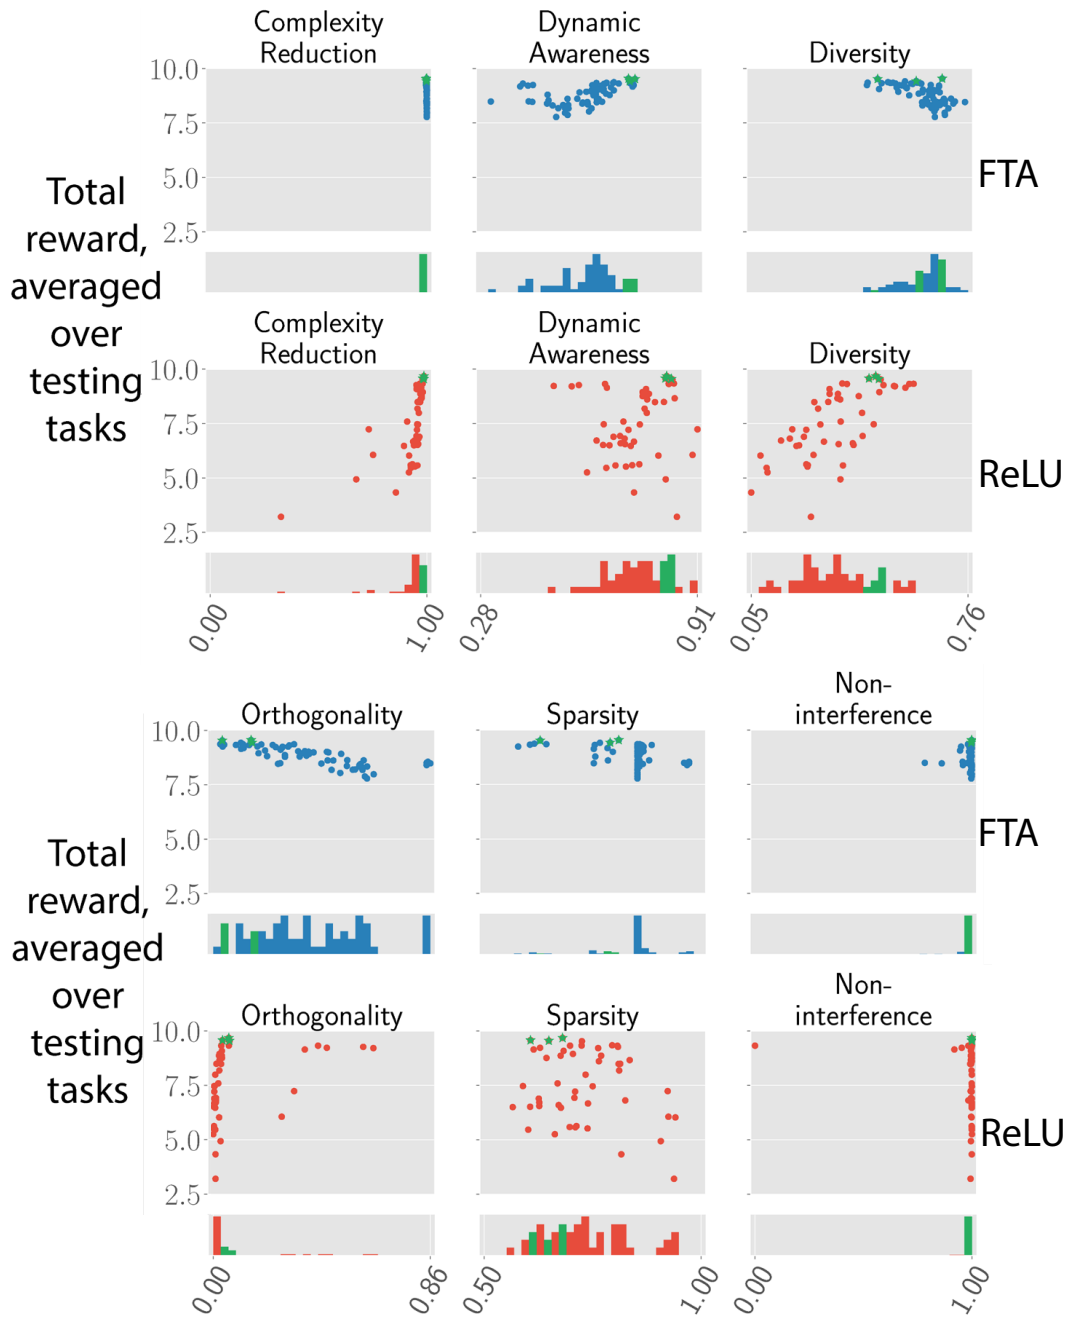 Complexity
Reduction
Dynamic
Awareness
Diversity
10.0
7.5
5.0
2.5
FTA
Total
reward,
averaged
over
testing
tasks
Complexity
Reduction
Dynamic
Awareness
Diversity
10.0
7.5
5.0
2.5
ReLU
0.00
1.00
0.28
0.91
0.05
0.76
Orthogonality
Sparsity
Non-
interference
10.0
7.5
5.0
2.5
FTA
Total
reward,
averaged
over
testing
tasks
Orthogonality
Sparsity
Non-
interference
10.0
7.5
5.0
2.5
ReLU
0.00
0.86
0.50
1.00
0.00
1.00